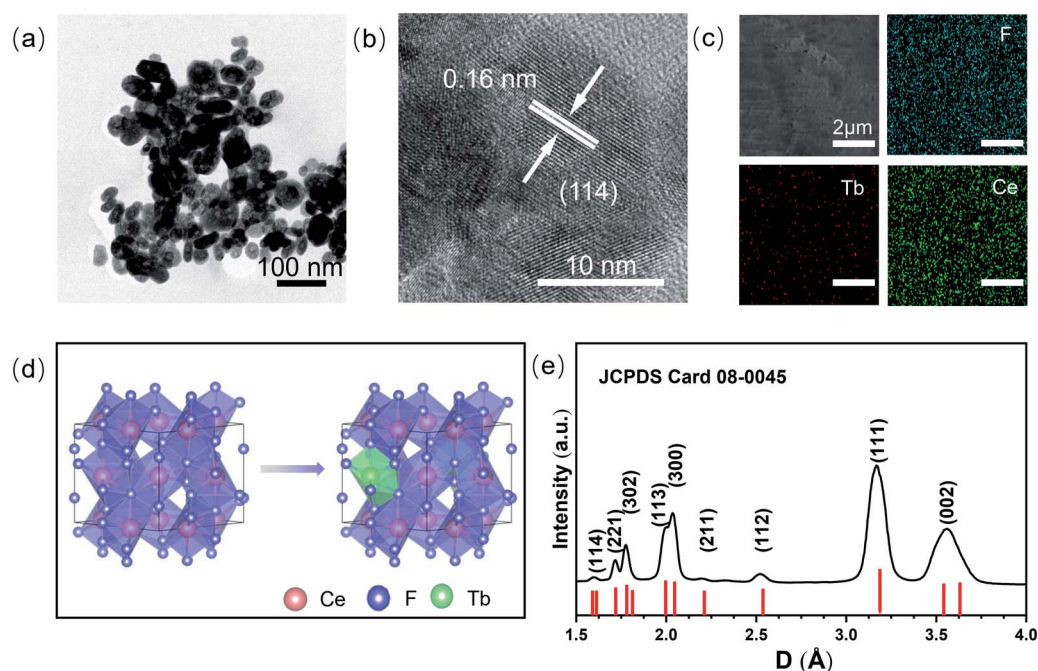 (a)
100 nm
(b)
0.16 nm
(114)
10 nm
(c)
2μm
F
Tb
Ce
(d)
Ce
F
Tb
(e)
JCPDS Card 08-0045
Intensity (a.u.)
(114)
(221)
(302)
(113)
(300)
(211)
(112)
(111)
(002)
1.5 2.0 2.5 3.0 3.5 4.0
D (Å)